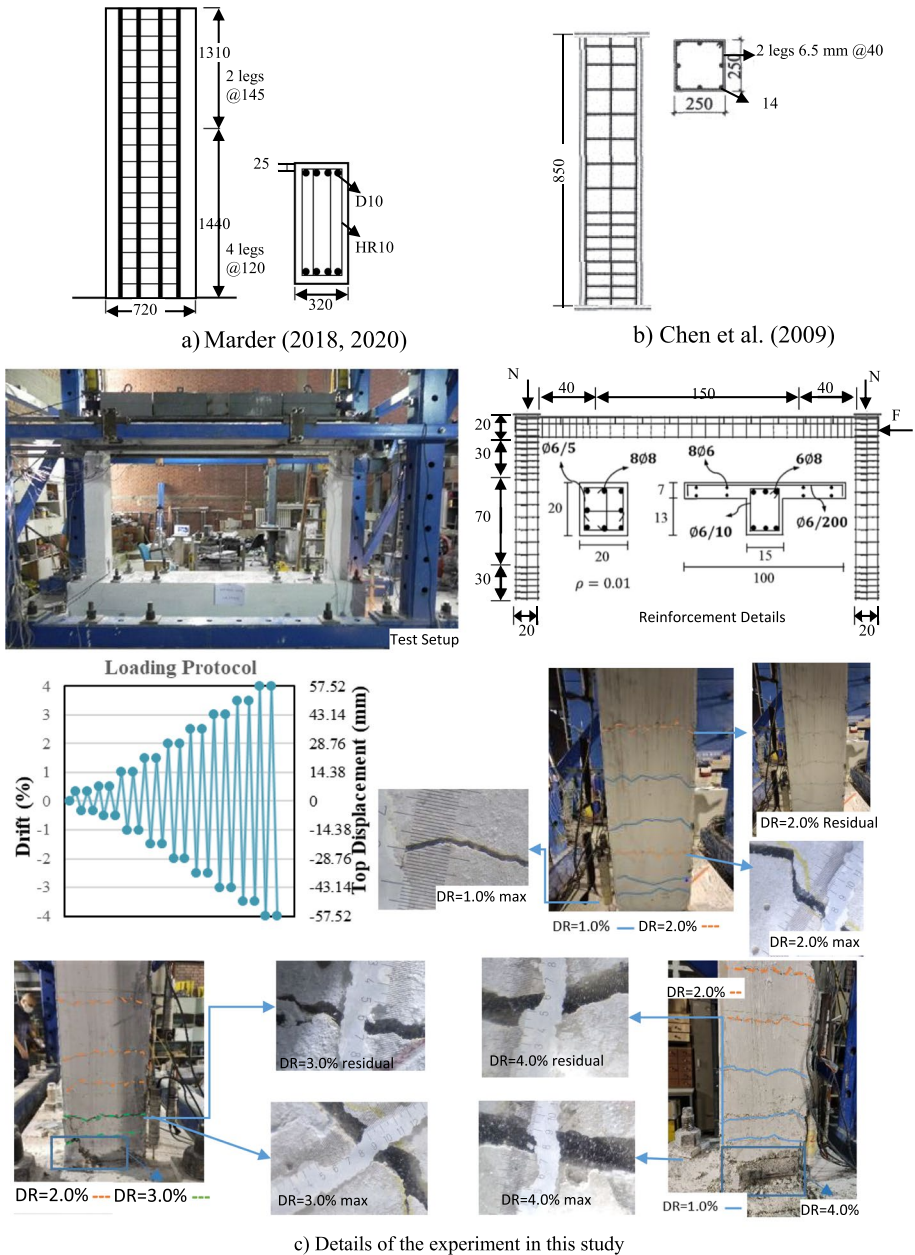 1310
2 legs
@145
1440
4 legs
@120
720
25
D10
HR10
320
a) Marder (2018, 2020)
850
2 legs 6.5 mm @40
250
250
14
b) Chen et al. (2009)
Test Setup
N
40
150
40
N
F
20
30
70
30
Ø6/5
8Ø8
20
20
ρ = 0.01
8Ø6
6Ø8
7
13
Ø6/10
Ø6/200
15
100
20
20
Reinforcement Details
Loading Protocol
Drift (%)
4
3
2
1
0
-1
-2
-3
-4
57.52
43.14
28.76
14.38
0
-14.38
-28.76
-43.14
-57.52
Top Displacement (mm)
DR=1.0% max
DR=1.0%
DR=2.0%
DR=2.0% Residual
DR=2.0% max
DR=2.0%
DR=3.0%
DR=3.0% residual
DR=3.0% max
DR=4.0% residual
DR=4.0% max
DR=2.0%
DR=1.0%
DR=4.0%
c) Details of the experiment in this study